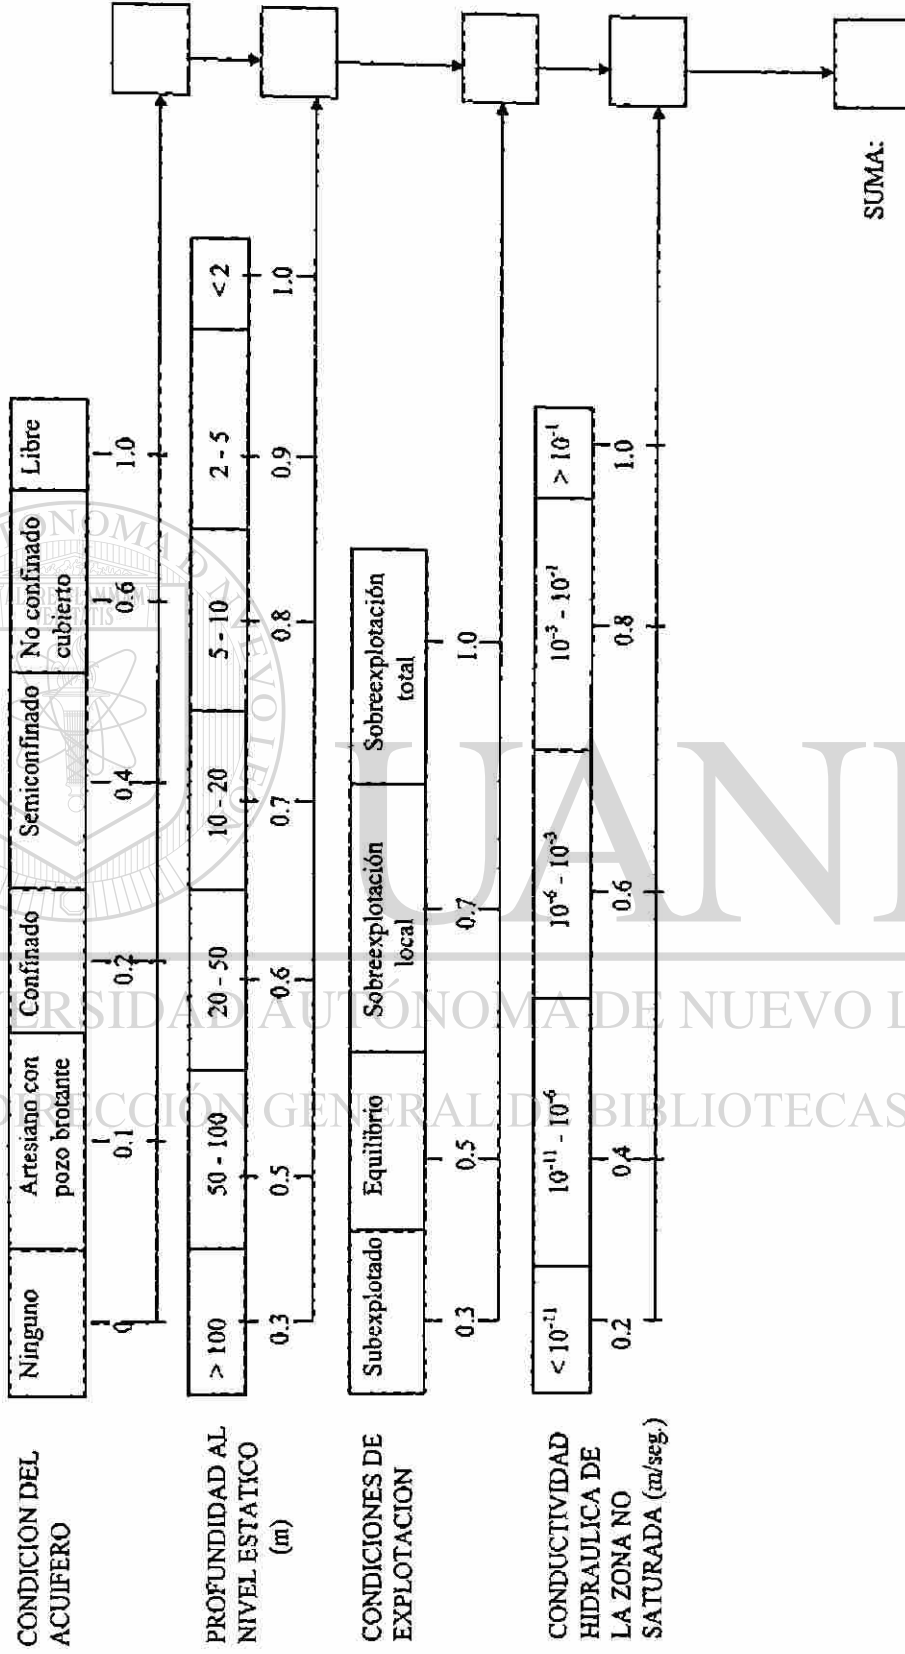 CONDICION DEL
ACUIFERO
Ninguno
Artesiano con
pozo brotante
Confinado
Semiconfinado
No confinado
cubierto
Libre
0
0.1
0.2
0.4
0.6
1.0
PROFUNDIDAD AL
NIVEL ESTATICO
(m)
> 100
50 - 100
20 - 50
10 - 20
5 - 10
2 - 5
< 2
0.3
0.5
0.6
0.7
0.8
0.9
1.0
CONDICIONES DE
EXPLOTACION
Subexplotado
Equilibrio
Sobreexplotación
local
Sobreexplotación
total
0.3
0.5
0.7
1.0
CONDUCTIVIDAD
HIDRAULICA DE
LA ZONA NO
SATURADA (m/seg.)
< 10⁻¹¹
10⁻¹¹ - 10⁻⁶
10⁻⁶ - 10⁻³
10⁻³ - 10⁻¹
> 10⁻¹
0.2
0.4
0.6
0.8
1.0
SUMA:
UANL
ERSIDAD AUTÓNOMA DE NUEVO L
DIRECCIÓN GENERAL DE BIBLIOTECAS